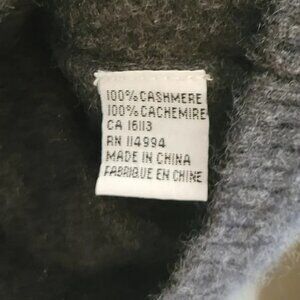 100% CASHMERE
100% CACHEMIRE
CA 16113
RN 114994
MADE IN CHINA
FABRIQUE EN CHINE